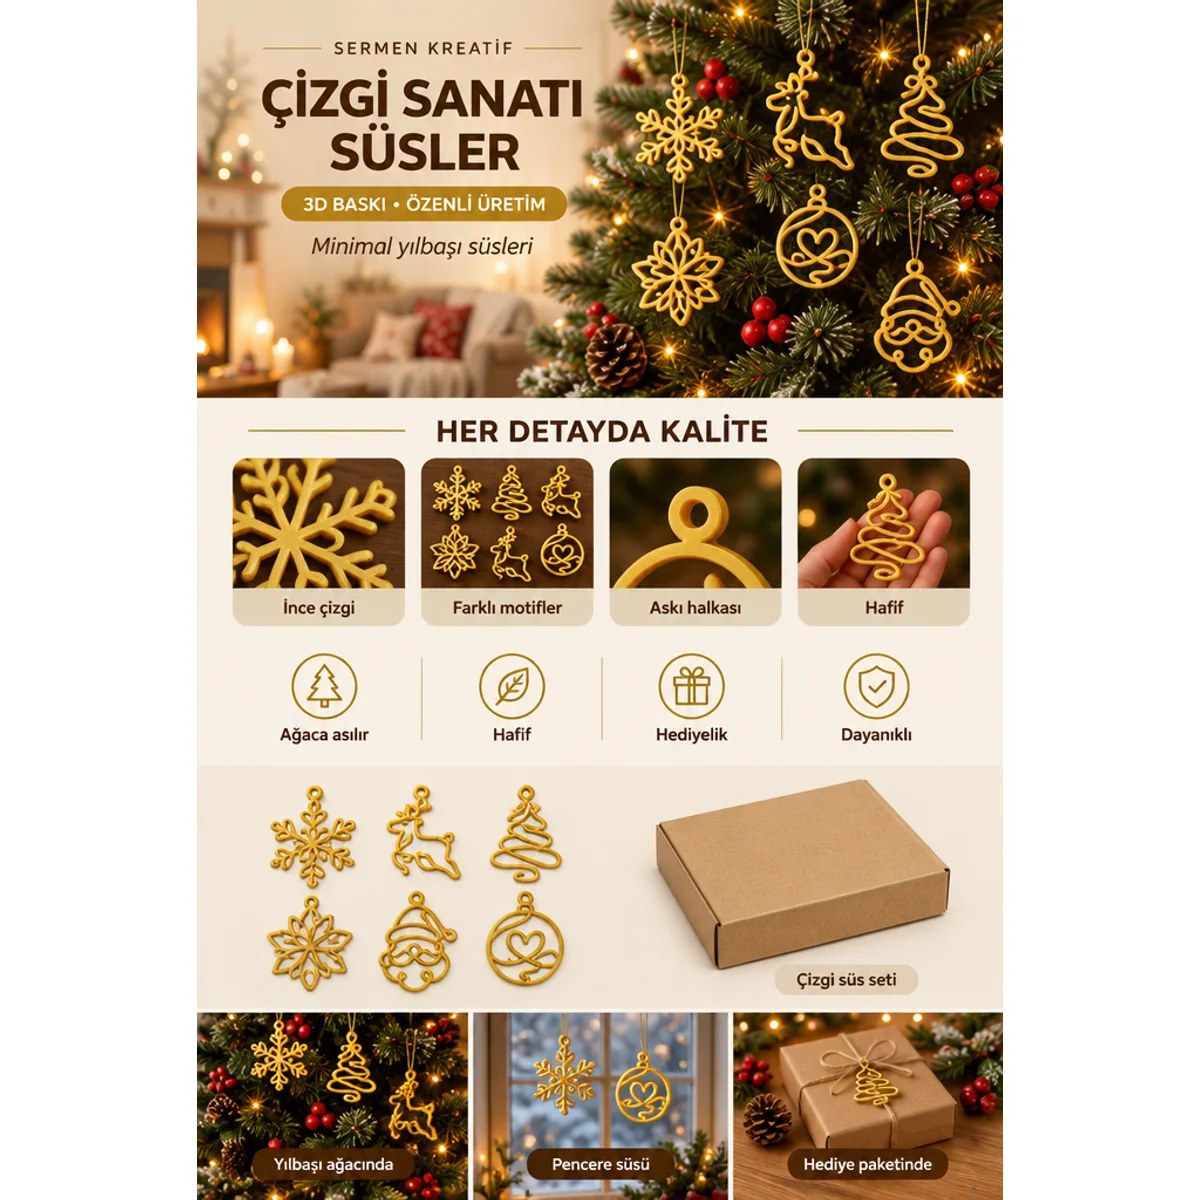 SERMEN KREATİF
ÇİZGİ SANATI
SÜSLER
3D BASKI • ÖZENLİ ÜRETİM
Minimal yılbaşı süsleri
HER DETAYDA KALİTE
İnce çizgi
Farklı motifler
Askı halkası
Hafif
Ağaca asılır
Hafif
Hediyelik
Dayanıklı
Çizgi süs seti
Yılbaşı ağacında
Pencere süsü
Hediye paketinde